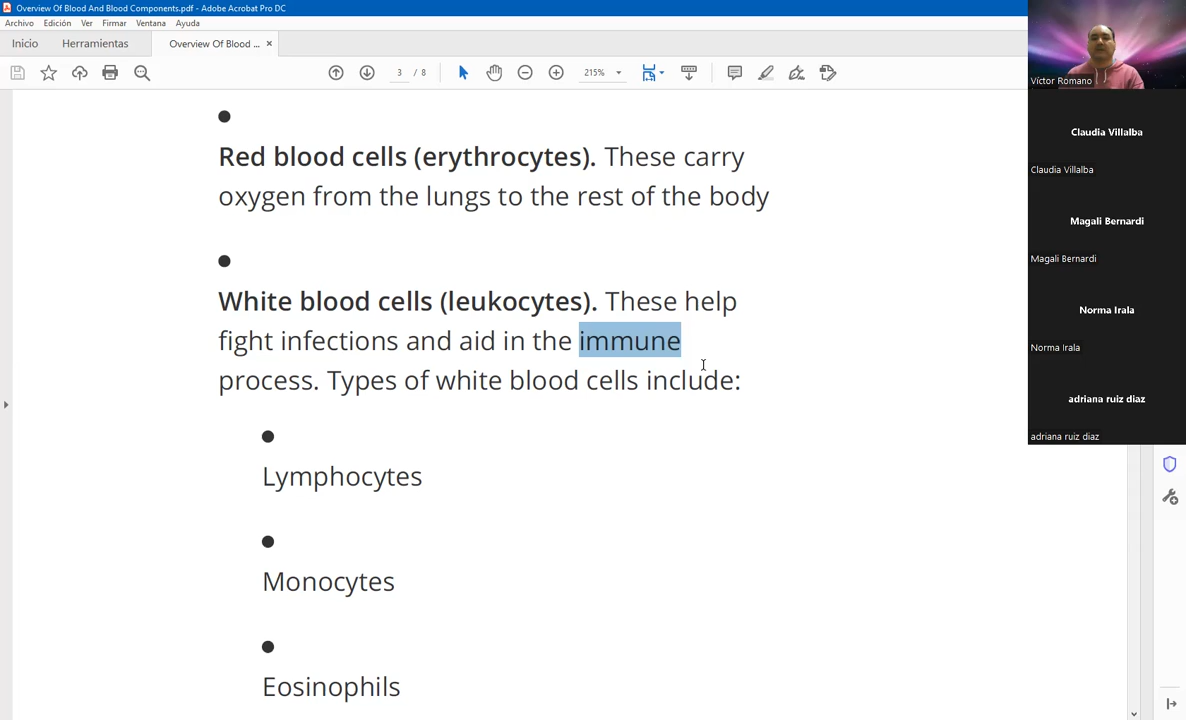 Overview Of Blood And Blood Components.pdf - Adobe Acrobat Pro DC
Archivo Edición Ver Firmar Ventana Ayuda
Inicio Herramientas Overview Of Blood ... ×
3 / 8 215%
Red blood cells (erythrocytes). These carry
oxygen from the lungs to the rest of the body
White blood cells (leukocytes). These help
fight infections and aid in the immune
process. Types of white blood cells include:
Lymphocytes
Monocytes
Eosinophils
Víctor Romano
Claudia Villalba
Claudia Villalba
Magali Bernardi
Magali Bernardi
Norma Irala
Norma Irala
adriana ruiz diaz
adriana ruiz diaz